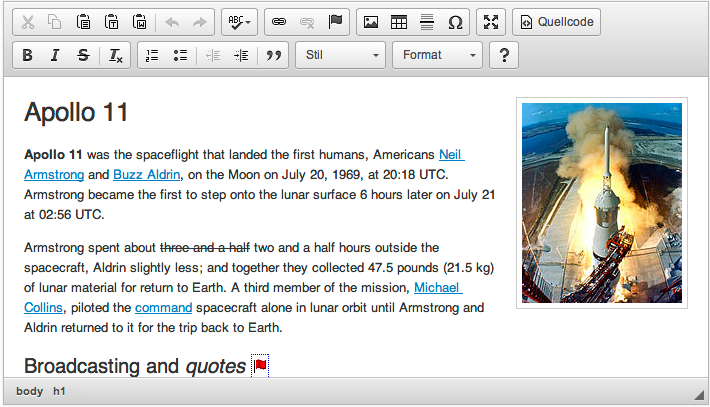 ABC
Ω
Quellcode
B I S Tx
1 2 3
Stil
Format
?
Apollo 11
Apollo 11 was the spaceflight that landed the first humans, Americans Neil
Armstrong and Buzz Aldrin, on the Moon on July 20, 1969, at 20:18 UTC.
Armstrong became the first to step onto the lunar surface 6 hours later on July 21
at 02:56 UTC.
Armstrong spent about three and a half two and a half hours outside the
spacecraft, Aldrin slightly less; and together they collected 47.5 pounds (21.5 kg)
of lunar material for return to Earth. A third member of the mission, Michael
Collins, piloted the command spacecraft alone in lunar orbit until Armstrong and
Aldrin returned to it for the trip back to Earth.
Broadcasting and quotes
body h1